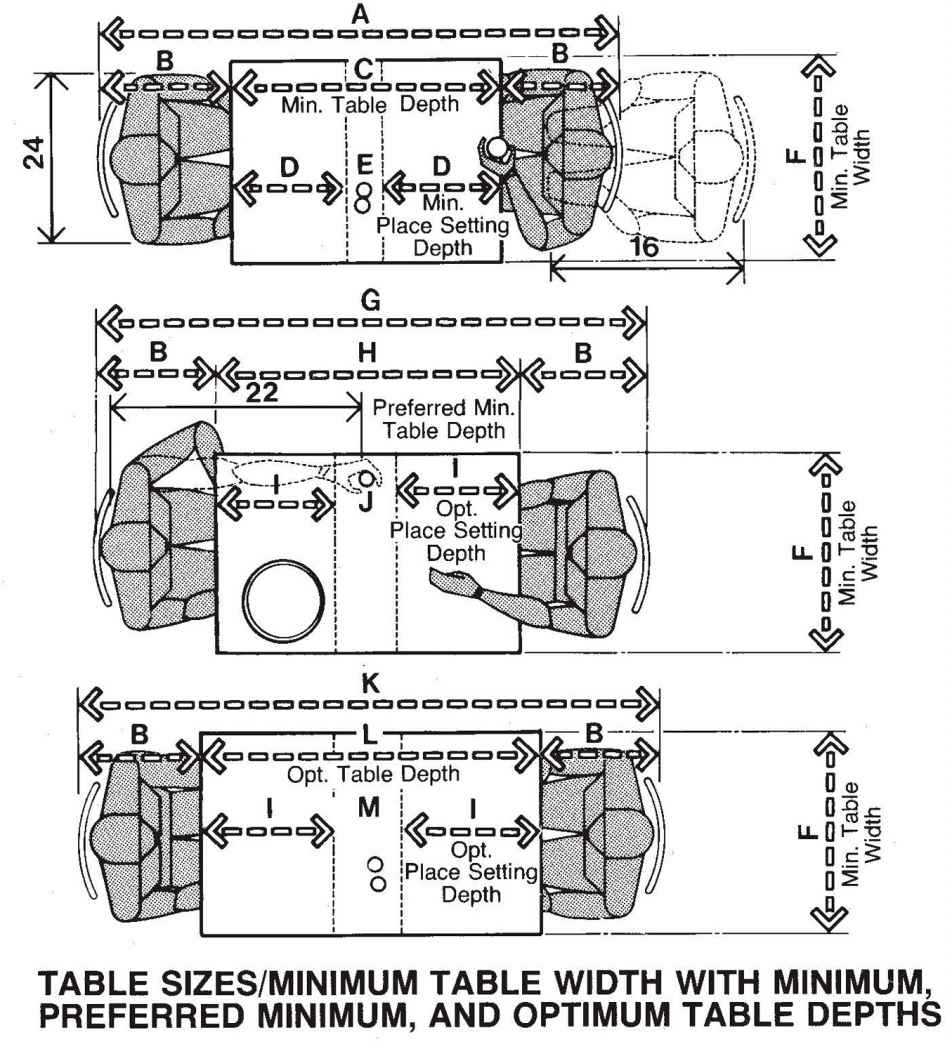 A
B
C
B
Min. Table Depth
24
D
E
D
Min.
Place Setting
Depth
F
Min. Table
Width
16
G
B
H
B
22
Preferred Min.
Table Depth
I
J
I
Opt.
Place Setting
Depth
F
Min. Table
Width
K
B
L
B
Opt. Table Depth
I
M
I
Opt.
Place Setting
Depth
F
Min. Table
Width
TABLE SIZES/MINIMUM TABLE WIDTH WITH MINIMUM,
PREFERRED MINIMUM, AND OPTIMUM TABLE DEPTHS